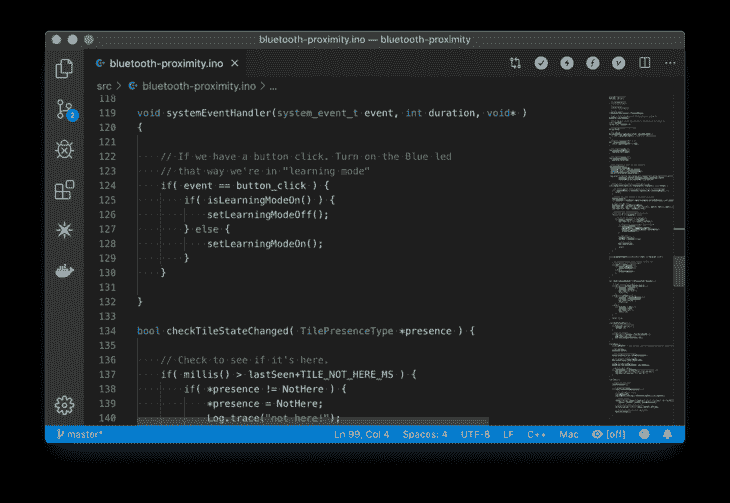 bluetooth-proximity.ino — bluetooth-proximity
bluetooth-proximity.ino ×
src > bluetooth-proximity.ino > ...
2
118
119 void systemEventHandler(system_event_t event, int duration, void* )
120 {
121
122 // If we have a button click. Turn on the Blue led
123 // that way we're in "learning mode"
124 if( event == button_click ) {
125 if( isLearningModeOn() ) {
126 setLearningModeOff();
127 } else {
128 setLearningModeOn();
129 }
130 }
131
132 }
133
134 bool checkTileStateChanged( TilePresenceType *presence ) {
135
136 // Check to see if it's here.
137 if( millis() > lastSeen+TILE_NOT_HERE_MS ) {
138 if( *presence != NotHere ) {
139 *presence = NotHere;
140 Log.trace("not here!");
master* Ln 99, Col 4 Spaces: 4 UTF-8 LF C++ Mac [off]